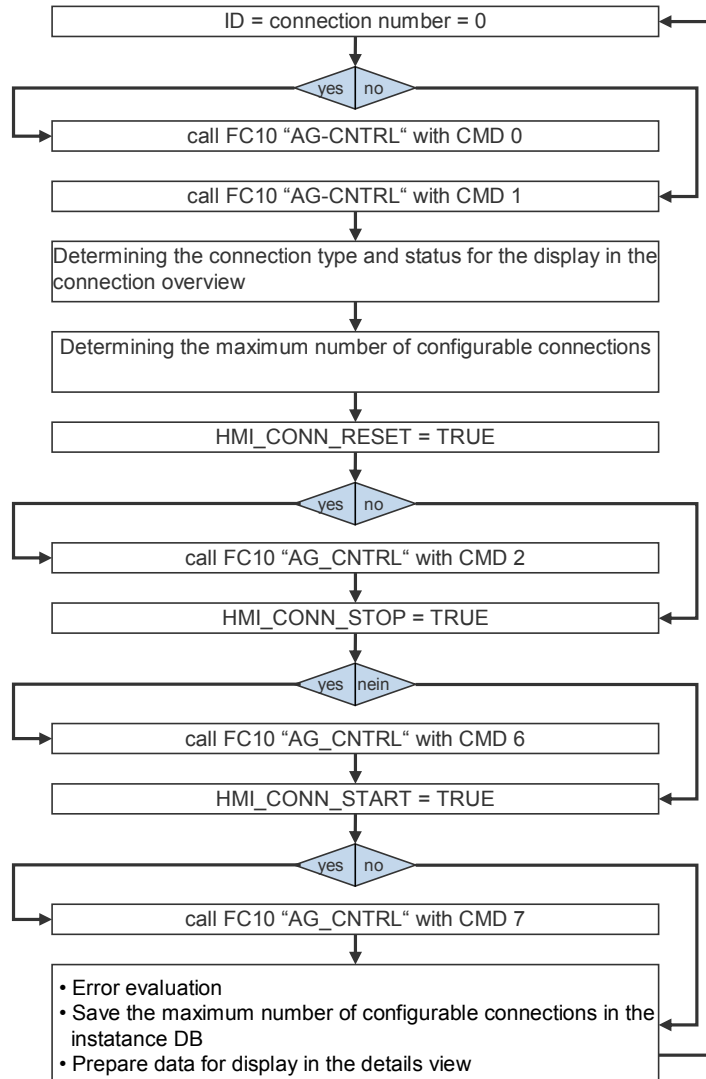 ID = connection number = 0
yes no
call FC10 “AG-CNTRL“ with CMD 0
call FC10 “AG-CNTRL“ with CMD 1
Determining the connection type and status for the display in the
connection overview
Determining the maximum number of configurable connections
HMI_CONN_RESET = TRUE
yes no
call FC10 “AG_CNTRL“ with CMD 2
HMI_CONN_STOP = TRUE
yes nein
call FC10 “AG_CNTRL“ with CMD 6
HMI_CONN_START = TRUE
yes no
call FC10 “AG_CNTRL“ with CMD 7
• Error evaluation
• Save the maximum number of configurable connections in the
instatance DB
• Prepare data for display in the details view